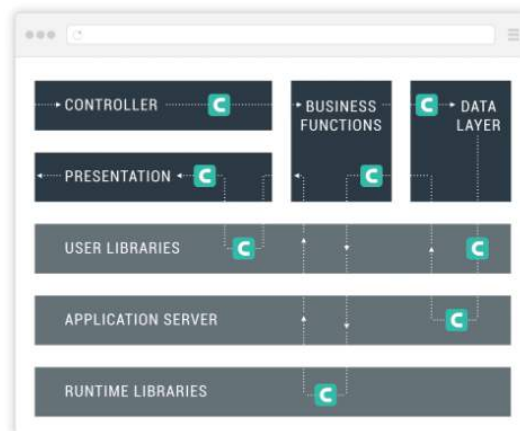 CONTROLLER
BUSINESS
FUNCTIONS
DATA
LAYER
PRESENTATION
USER LIBRARIES
APPLICATION SERVER
RUNTIME LIBRARIES